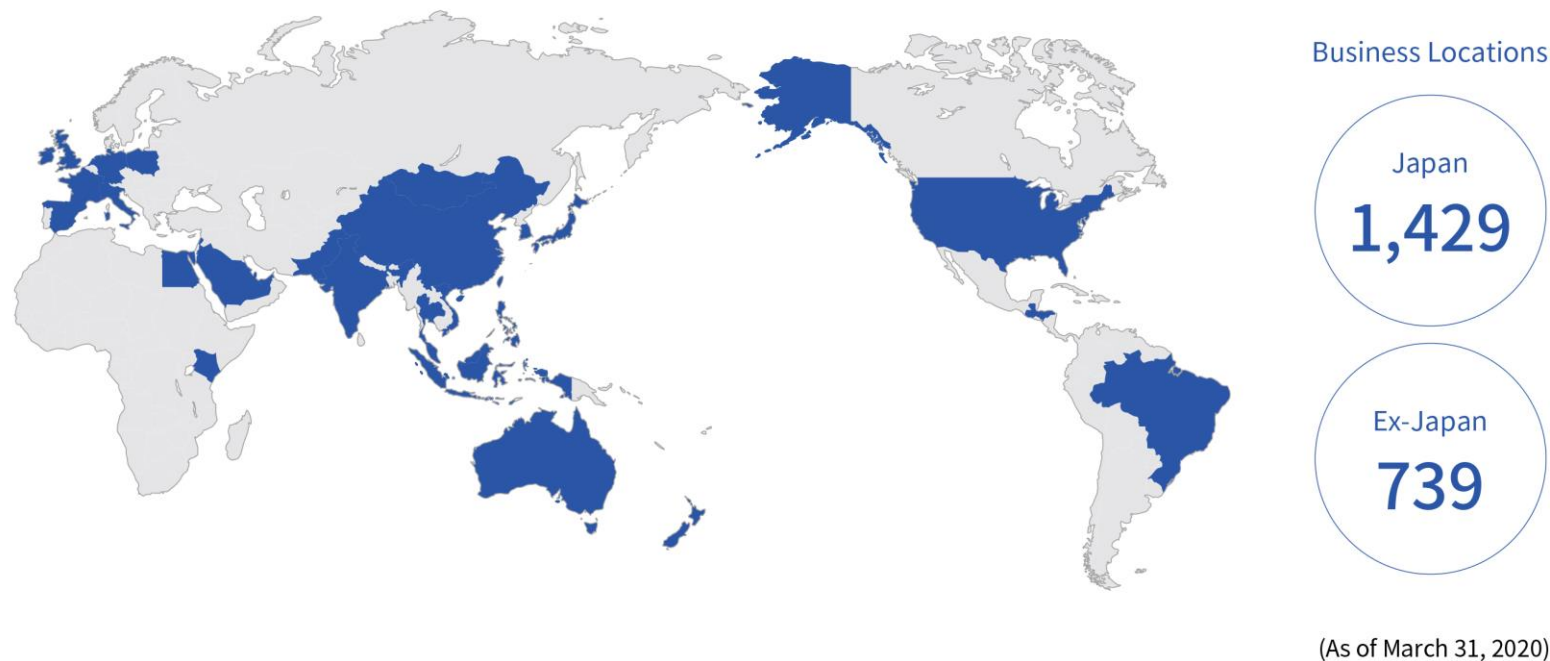 Business Locations
Japan
1,429
Ex-Japan
739
(As of March 31, 2020)